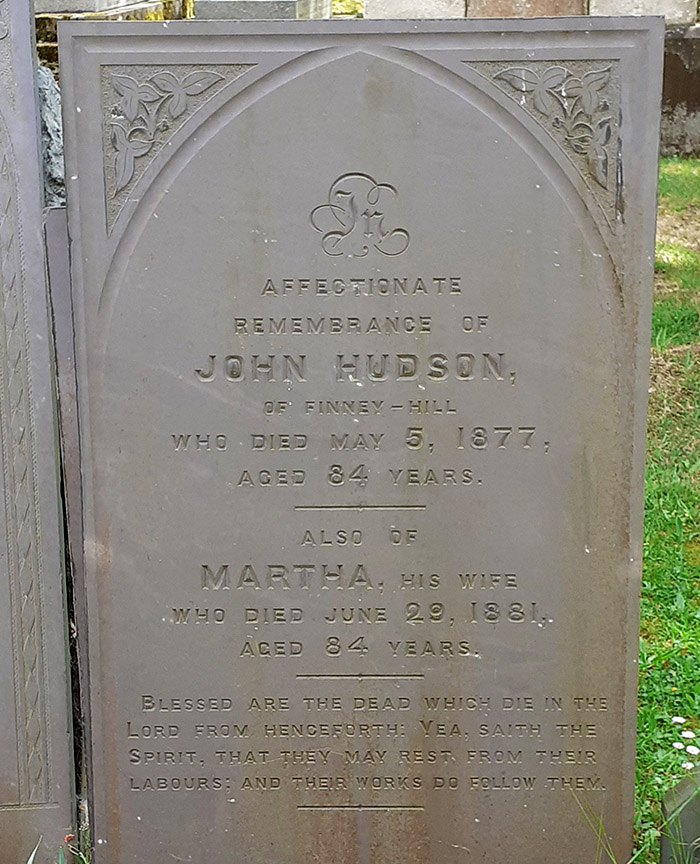 In
AFFECTIONATE
REMEMBRANCE OF
JOHN HUDSON,
OF FINNEY-HILL
WHO DIED MAY 5, 1877,
AGED 84 YEARS.
ALSO OF
MARTHA, HIS WIFE
WHO DIED JUNE 29, 1881,
AGED 84 YEARS.
BLESSED ARE THE DEAD WHICH DIE IN THE
LORD FROM HENCEFORTH: YEA, SAITH THE
SPIRIT, THAT THEY MAY REST FROM THEIR
LABOURS; AND THEIR WORKS DO FOLLOW THEM.